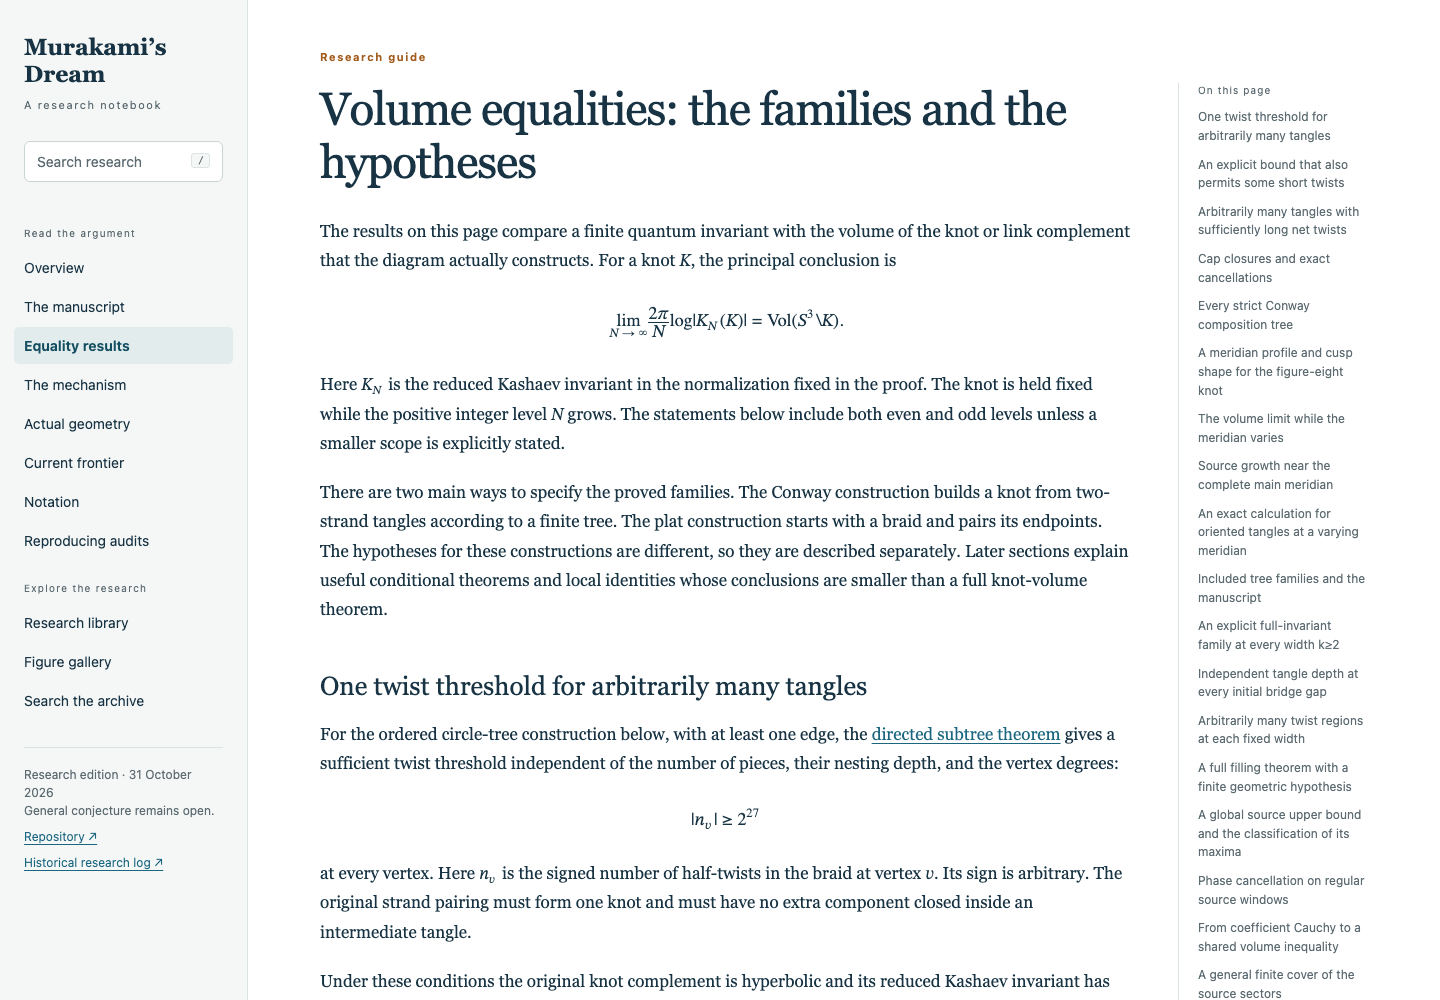 Murakami’s
Dream
A research notebook
Search research /
Read the argument
Overview
The manuscript
Equality results
The mechanism
Actual geometry
Current frontier
Notation
Reproducing audits
Explore the research
Research library
Figure gallery
Search the archive
Research edition · 31 October
2026
General conjecture remains open.
Repository ↗
Historical research log ↗
Research guide
Volume equalities: the families and the
hypotheses
The results on this page compare a finite quantum invariant with the volume of the knot or link complement
that the diagram actually constructs. For a knot K, the principal conclusion is
lim_{N → ∞} 2π/N log|K_N(K)| = Vol(S³ \ K).
Here K_N is the reduced Kashaev invariant in the normalization fixed in the proof. The knot is held fixed
while the positive integer level N grows. The statements below include both even and odd levels unless a
smaller scope is explicitly stated.
There are two main ways to specify the proved families. The Conway construction builds a knot from two-
strand tangles according to a finite tree. The plat construction starts with a braid and pairs its endpoints.
The hypotheses for these constructions are different, so they are described separately. Later sections explain
useful conditional theorems and local identities whose conclusions are smaller than a full knot-volume
theorem.
One twist threshold for arbitrarily many tangles
For the ordered circle-tree construction below, with at least one edge, the directed subtree theorem gives a
sufficient twist threshold independent of the number of pieces, their nesting depth, and the vertex degrees:
|n_υ| ≥ 2²⁷
at every vertex. Here n_υ is the signed number of half-twists in the braid at vertex υ. Its sign is arbitrary. The
original strand pairing must form one knot and must have no extra component closed inside an
intermediate tangle.
Under these conditions the original knot complement is hyperbolic and its reduced Kashaev invariant has
On this page
One twist threshold for
arbitrarily many tangles
An explicit bound that also
permits some short twists
Arbitrarily many tangles with
sufficiently long net twists
Cap closures and exact
cancellations
Every strict Conway
composition tree
A meridian profile and cusp
shape for the figure-eight
knot
The volume limit while the
meridian varies
Source growth near the
complete main meridian
An exact calculation for
oriented tangles at a varying
meridian
Included tree families and the
manuscript
An explicit full-invariant
family at every width k≥2
Independent tangle depth at
every initial bridge gap
Arbitrarily many twist regions
at each fixed width
A full filling theorem with a
finite geometric hypothesis
A global source upper bound
and the classification of its
maxima
Phase cancellation on regular
source windows
From coefficient Cauchy to a
shared volume inequality
A general finite cover of the
source sectors